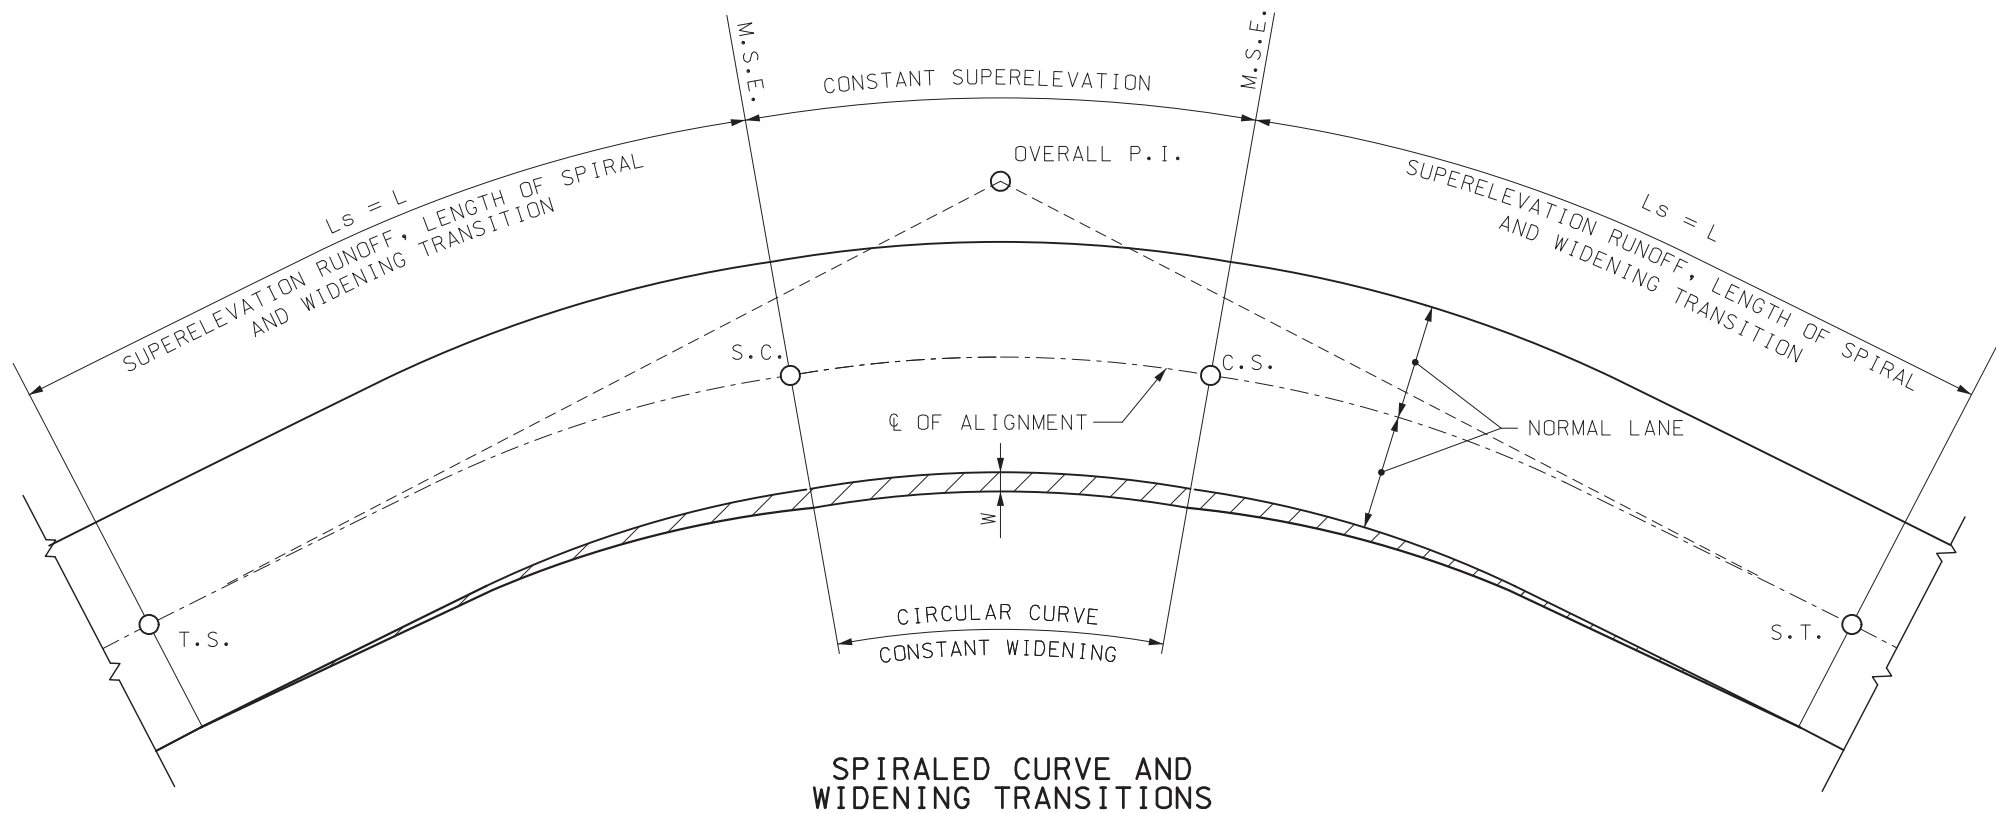 M.S.E.
M.S.E.
CONSTANT SUPERELEVATION
OVERALL P.I.
Ls = L
SUPERELEVATION RUNOFF, LENGTH OF SPIRAL
AND WIDENING TRANSITION
Ls = L
SUPERELEVATION RUNOFF, LENGTH OF SPIRAL
AND WIDENING TRANSITION
S.C.
C.S.
℄ OF ALIGNMENT
NORMAL LANE
W
T.S.
S.T.
CIRCULAR CURVE
CONSTANT WIDENING
SPIRALED CURVE AND
WIDENING TRANSITIONS